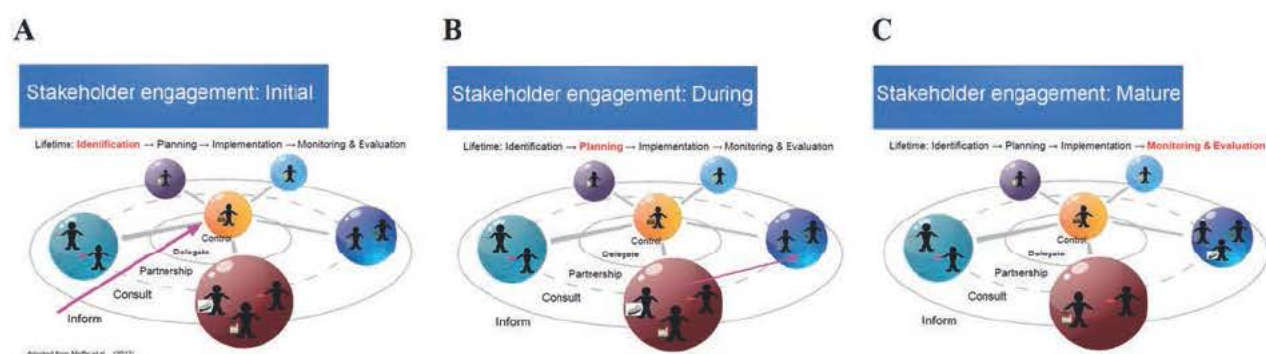 A
Stakeholder engagement: Initial
Lifetime: Identification → Planning → Implementation → Monitoring & Evaluation
Control
Delegate
Partnership
Consult
Inform
B
Stakeholder engagement: During
Lifetime: Identification → Planning → Implementation → Monitoring & Evaluation
Control
Delegate
Partnership
Consult
Inform
C
Stakeholder engagement: Mature
Lifetime: Identification → Planning → Implementation → Monitoring & Evaluation
Control
Delegate
Partnership
Consult
Inform